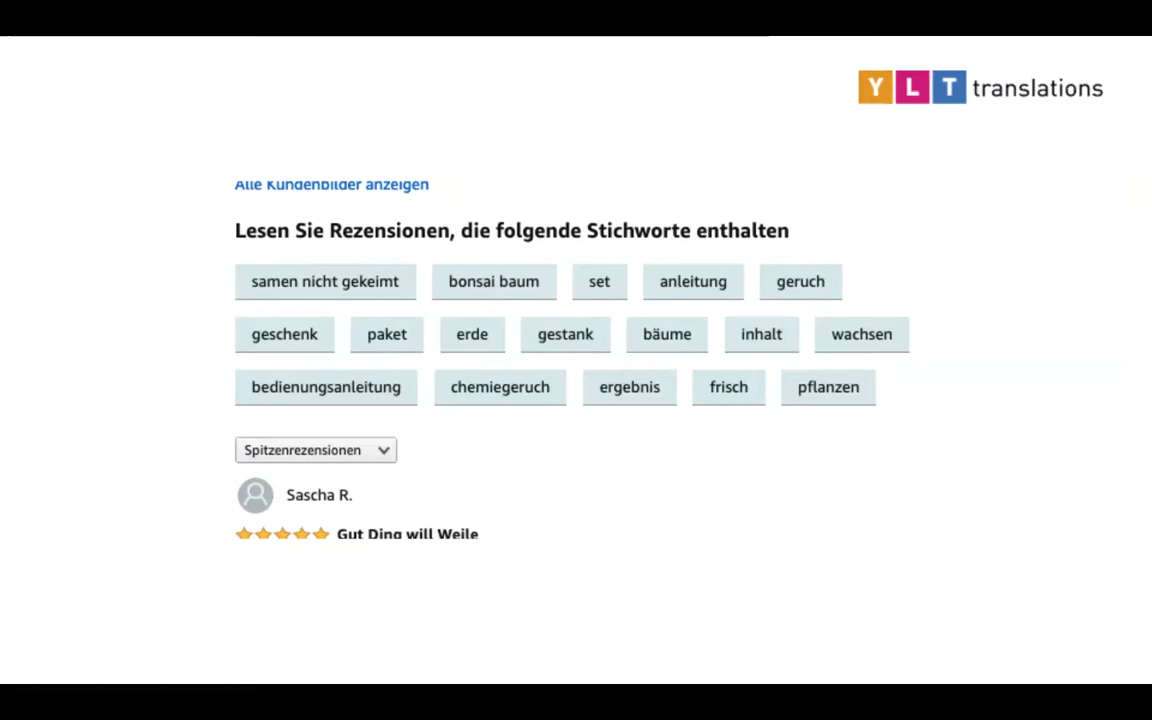 YLT translations
Alle Kundenbilder anzeigen
Lesen Sie Rezensionen, die folgende Stichworte enthalten
samen nicht gekeimt bonsai baum set anleitung geruch
geschenk paket erde gestank bäume inhalt wachsen
bedienungsanleitung chemiegeruch ergebnis frisch pflanzen
Spitzenrezensionen
Sascha R.
Gut Ding will Weile